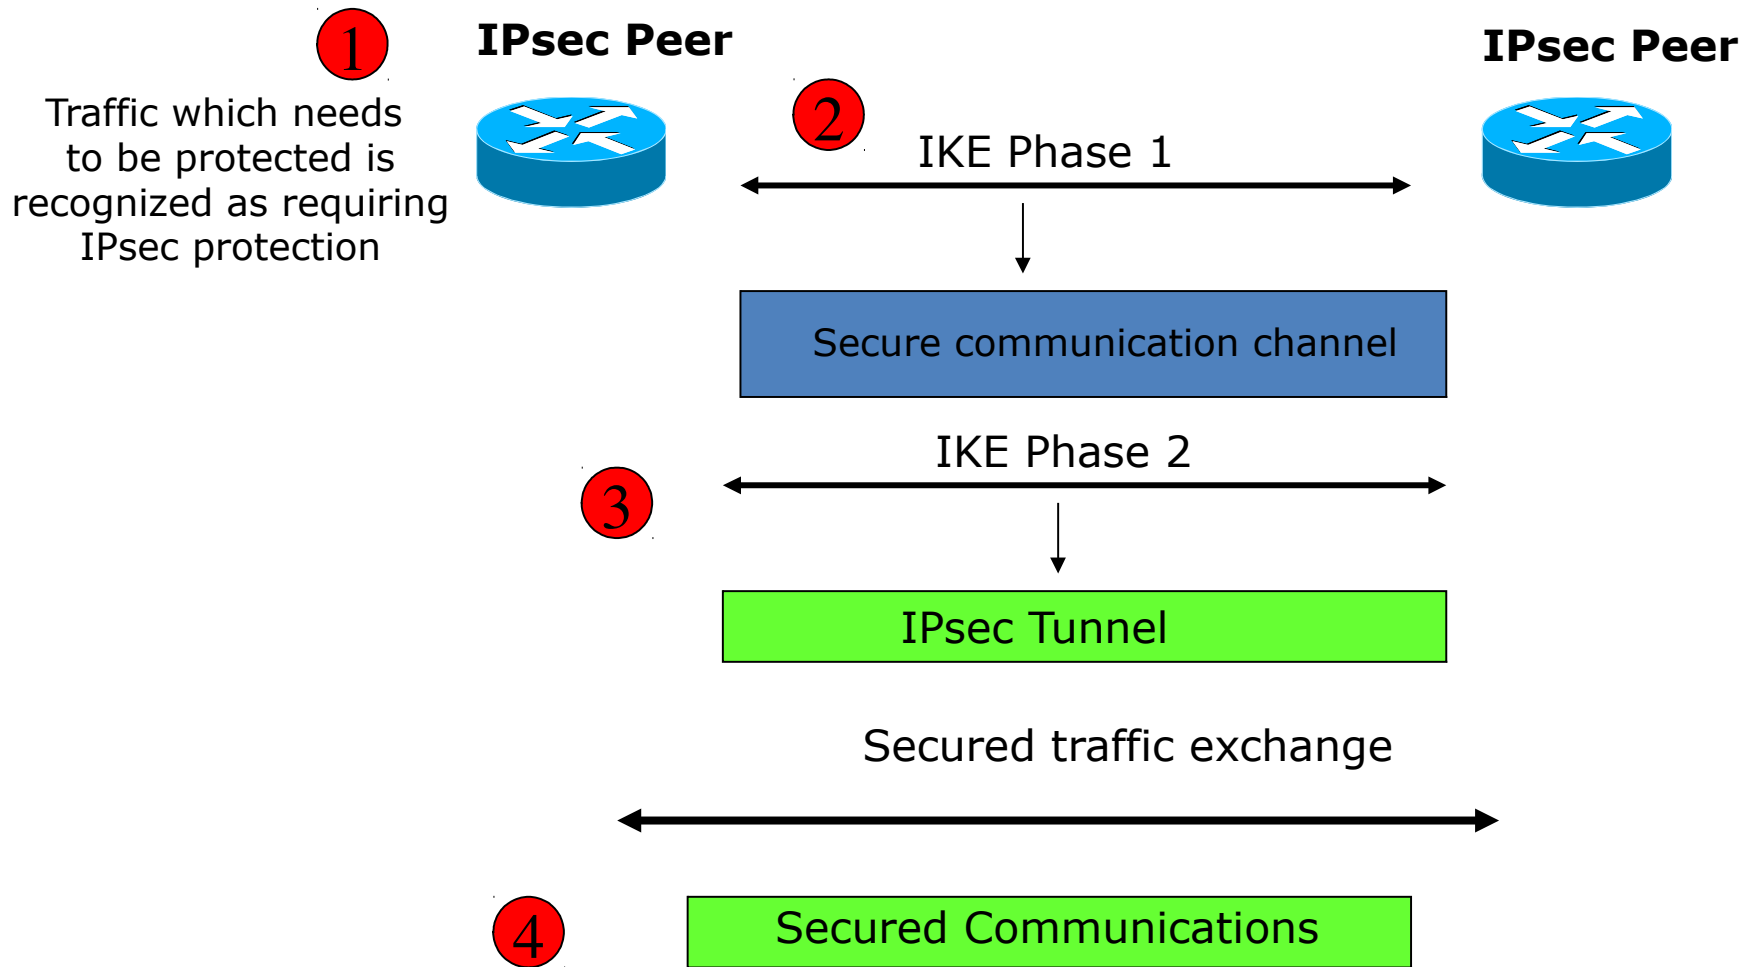 1
IPsec Peer
IPsec Peer
Traffic which needs
to be protected is
recognized as requiring
IPsec protection
2
IKE Phase 1
Secure communication channel
IKE Phase 2
3
IPsec Tunnel
Secured traffic exchange
4
Secured Communications